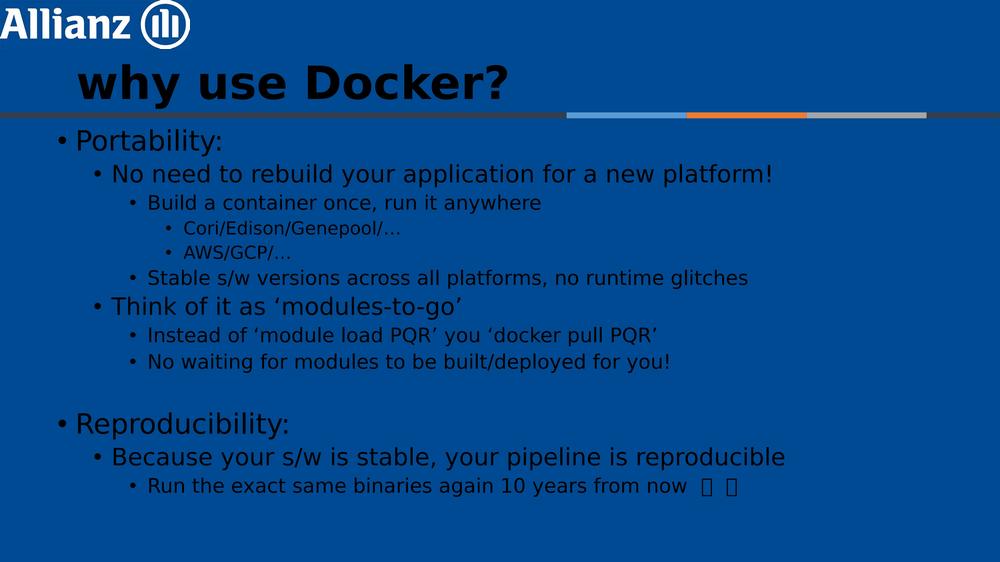 Allianz
why use Docker?
• Portability:
• No need to rebuild your application for a new platform!
• Build a container once, run it anywhere
• Cori/Edison/Genepool/...
• AWS/GCP/...
• Stable s/w versions across all platforms, no runtime glitches
• Think of it as ‘modules-to-go’
• Instead of ‘module load PQR’ you ‘docker pull PQR’
• No waiting for modules to be built/deployed for you!
• Reproducibility:
• Because your s/w is stable, your pipeline is reproducible
• Run the exact same binaries again 10 years from now